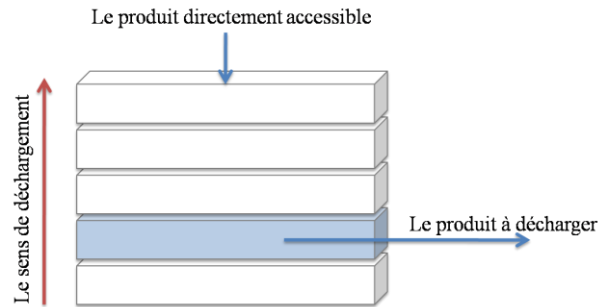 Le produit directement accessible
Le sens de déchargement
Le produit à décharger